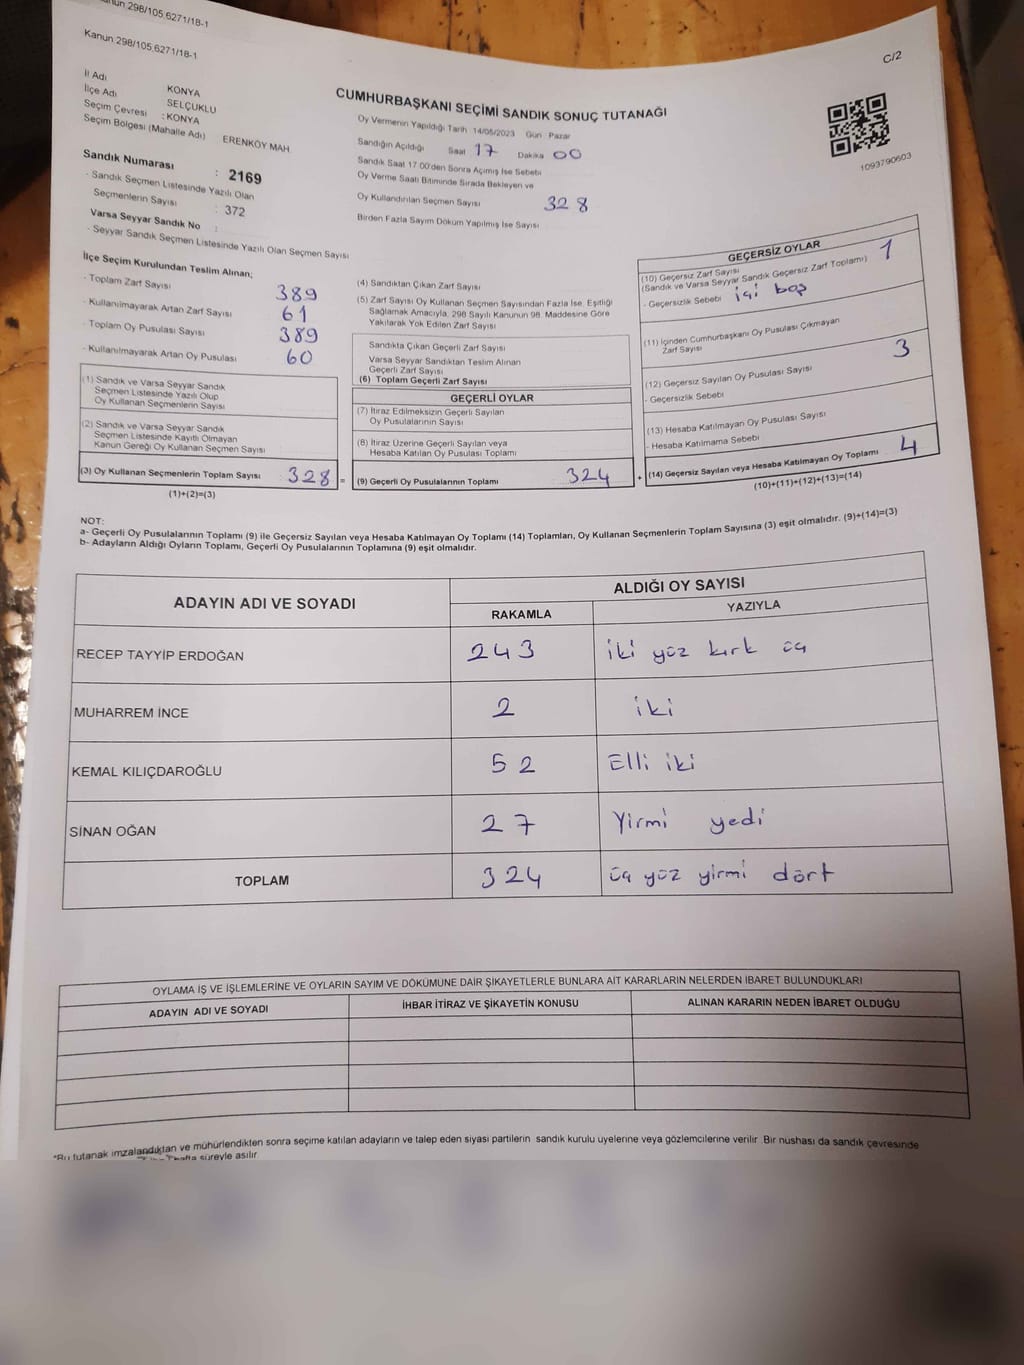 298/105,6271/18-1
Kanun 298/105,6271/18-1
C/2
İl Adı KONYA
İlçe Adı SELÇUKLU
Seçim Çevresi : KONYA
Seçim Bölgesi (Mahalle Adı) ERENKÖY MAH
Sandık Numarası : 2169
- Sandık Seçmen Listesinde Yazılı Olan
Seçmenlerin Sayısı : 372
Varsa Seyyar Sandık No :
- Seyyar Sandık Seçmen Listesinde Yazılı Olan Seçmen Sayısı
CUMHURBAŞKANI SEÇİMİ SANDIK SONUÇ TUTANAĞI
Oy Vermenin Yapıldığı Tarih 14/05/2023 Gün Pazar
Sandığın Açıldığı Saat 17 Dakika 00
Sandık Saat 17 00'den Sonra Açımış İse Sebebi
Oy Verme Saati Bitiminde Sırada Bekleyen ve
Oy Kullandırılan Seçmen Sayısı 328
Birden Fazla Sayım Döküm Yapılmış İse Sayısı
1093790603
İlçe Seçim Kurulundan Teslim Alınan;
- Toplam Zarf Sayısı 389
- Kullanılmayarak Artan Zarf Sayısı 61
- Toplam Oy Pusulası Sayısı 389
- Kullanılmayarak Artan Oy Pusulası 60
(1) Sandık ve Varsa Seyyar Sandık
Seçmen Listesinde Yazılı Olup
Oy Kullanan Seçmenlerin Sayısı
(2) Sandık ve Varsa Seyyar Sandık
Seçmen Listesinde Kayıtlı Olmayan
Kanun Gereği Oy Kullanan Seçmen Sayısı
(3) Oy Kullanan Seçmenlerin Toplam Sayısı 328 =
(1)+(2)=(3)
(4) Sandıktan Çıkan Zarf Sayısı
(5) Zarf Sayısı Oy Kullanan Seçmen Sayısından Fazla İse, Eşitliği
Sağlamak Amacıyla, 298 Sayılı Kanunun 98. Maddesine Göre
Yakılarak Yok Edilen Zarf Sayısı
Sandıkta Çıkan Geçerli Zarf Sayısı
Varsa Seyyar Sandıktan Teslim Alınan
Geçerli Zarf Sayısı
(6) Toplam Geçerli Zarf Sayısı
GEÇERLİ OYLAR
(7) İtiraz Edilmeksizin Geçerli Sayılan
Oy Pusulalarının Sayısı
(8) İtiraz Üzerine Geçerli Sayılan veya
Hesaba Katılan Oy Pusulası Toplamı
(9) Geçerli Oy Pusulalarının Toplamı 324 +
GEÇERSİZ OYLAR
(10) Geçersiz Zarf Sayısı
(Sandık ve Varsa Seyyar Sandık Geçersiz Zarf Toplamı) 1
- Geçersizlik Sebebi içi boş
(11) İçinden Cumhurbaşkanı Oy Pusulası Çıkmayan
Zarf Sayısı
(12) Geçersiz Sayılan Oy Pusulası Sayısı 3
- Geçersizlik Sebebi
(13) Hesaba Katılmayan Oy Pusulası Sayısı
- Hesaba Katılmama Sebebi
(14) Geçersiz Sayılan veya Hesaba Katılmayan Oy Toplamı 4
(10)+(11)+(12)+(13)=(14)
NOT:
a- Geçerli Oy Pusulalarının Toplamı (9) ile Geçersiz Sayılan veya Hesaba Katılmayan Oy Toplamı (14) Toplamları, Oy Kullanan Seçmenlerin Toplam Sayısına (3) eşit olmalıdır. (9)+(14)=(3)
b- Adayların Aldığı Oyların Toplamı, Geçerli Oy Pusulalarının Toplamına (9) eşit olmalıdır.
ADAYIN ADI VE SOYADI ALDIĞI OY SAYISI
RAKAMLA YAZIYLA
RECEP TAYYİP ERDOĞAN 243 iki yüz kırk üç
MUHARREM İNCE 2 iki
KEMAL KILIÇDAROĞLU 52 Elli iki
SİNAN OĞAN 27 Yirmi yedi
TOPLAM 324 üç yüz yirmi dört
OYLAMA İŞ VE İŞLEMLERİNE VE OYLARIN SAYIM VE DÖKÜMÜNE DAİR ŞİKAYETLERLE BUNLARA AİT KARARLARIN NELERDEN İBARET BULUNDUKLARI
ADAYIN ADI VE SOYADI İHBAR İTİRAZ VE ŞİKAYETİN KONUSU ALINAN KARARIN NEDEN İBARET OLDUĞU
*Bu tutanak imzalandıktan ve mühürlendikten sonra seçime katılan adayların ve talep eden siyasi partilerin sandık kurulu üyelerine veya gözlemcilerine verilir Bir nüshası da sandık çevresinde
hafta süreyle asılır